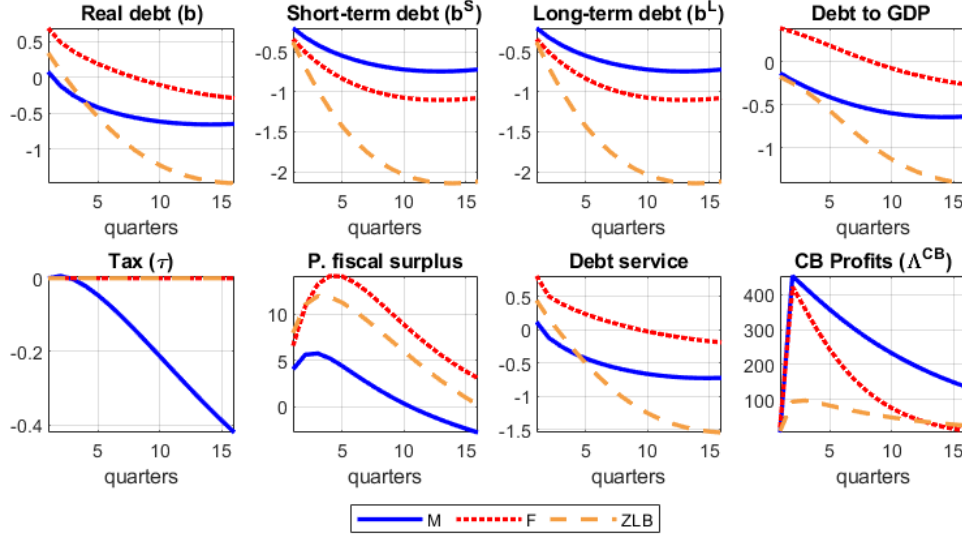 Real debt (b)
Short-term debt (b^S)
Long-term debt (b^L)
Debt to GDP
0.5
0
-0.5
-1
-0.5
-1
-1.5
-2
-0.5
-1
-1.5
-2
0
-0.5
-1
5 10 15
5 10 15
5 10 15
5 10 15
quarters
quarters
quarters
quarters
Tax (τ)
P. fiscal surplus
Debt service
CB Profits (Λ^CB)
0
-0.2
-0.4
10
5
0
0.5
0
-0.5
-1
-1.5
400
300
200
100
5 10 15
5 10 15
5 10 15
5 10 15
quarters
quarters
quarters
quarters
M F ZLB